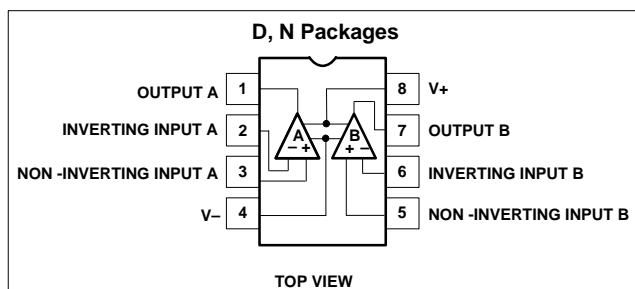 D, N Packages
OUTPUT A 1
8 V+
INVERTING INPUT A 2
7 OUTPUT B
A
B
− +
+ −
NON -INVERTING INPUT A 3
6 INVERTING INPUT B
V− 4
5 NON -INVERTING INPUT B
TOP VIEW